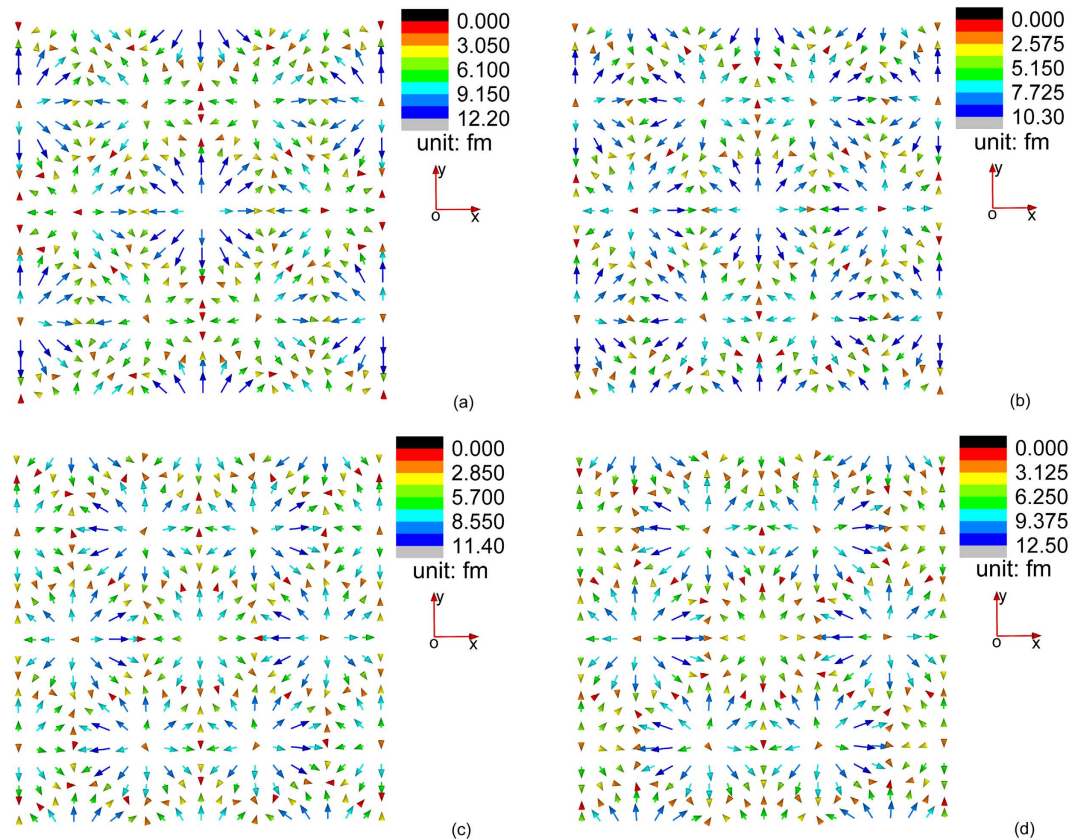 0.000
3.050
6.100
9.150
12.20
unit: fm
y
o
x
(a)
0.000
2.575
5.150
7.725
10.30
unit: fm
y
o
x
(b)
0.000
2.850
5.700
8.550
11.40
unit: fm
y
o
x
(c)
0.000
3.125
6.250
9.375
12.50
unit: fm
y
o
x
(d)